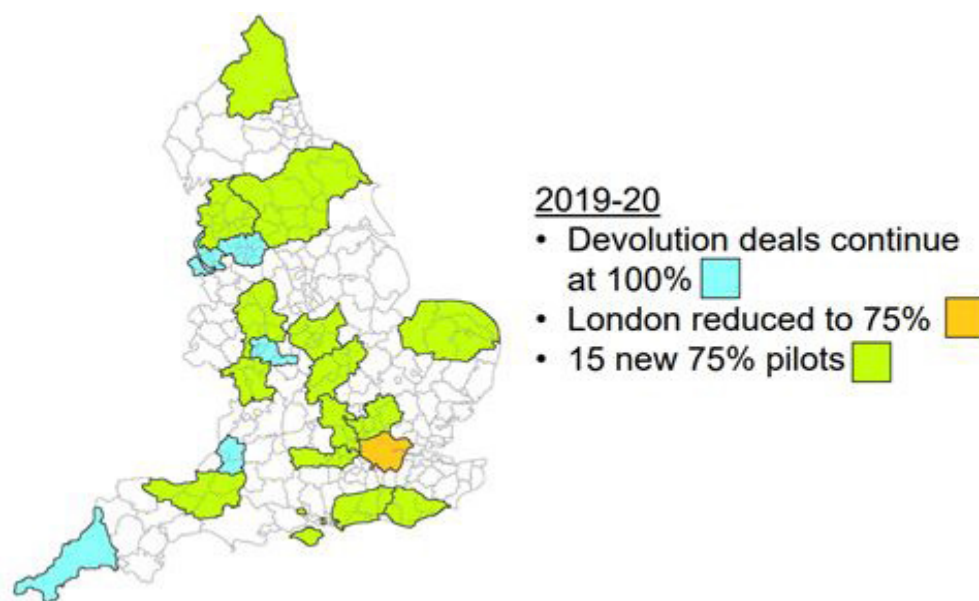 2019-20
• Devolution deals continue
at 100%
• London reduced to 75%
• 15 new 75% pilots